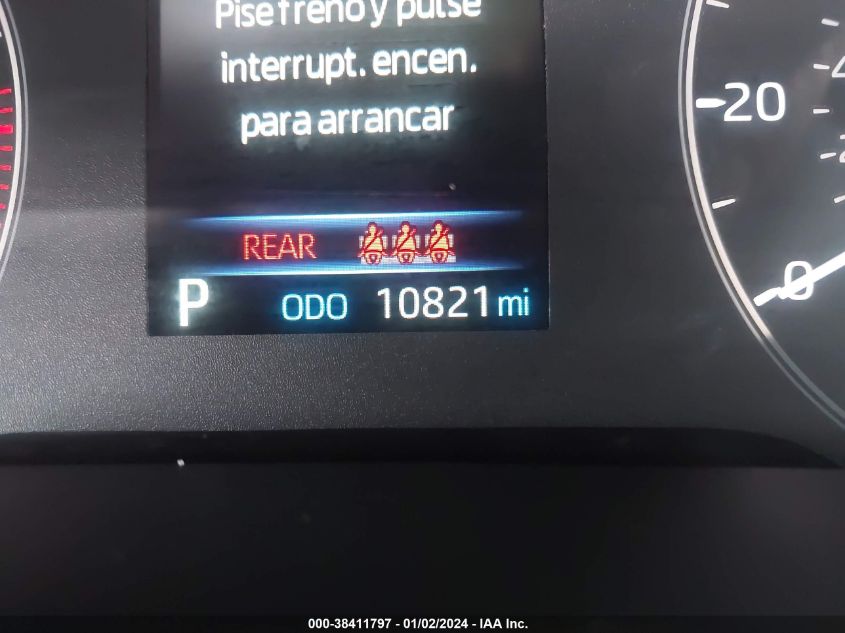 Pise freno y pulse
interrupt. encen.
para arrancar
20
REAR
0
P ODO 10821 mi
000-38411797 - 01/02/2024 - IAA Inc.